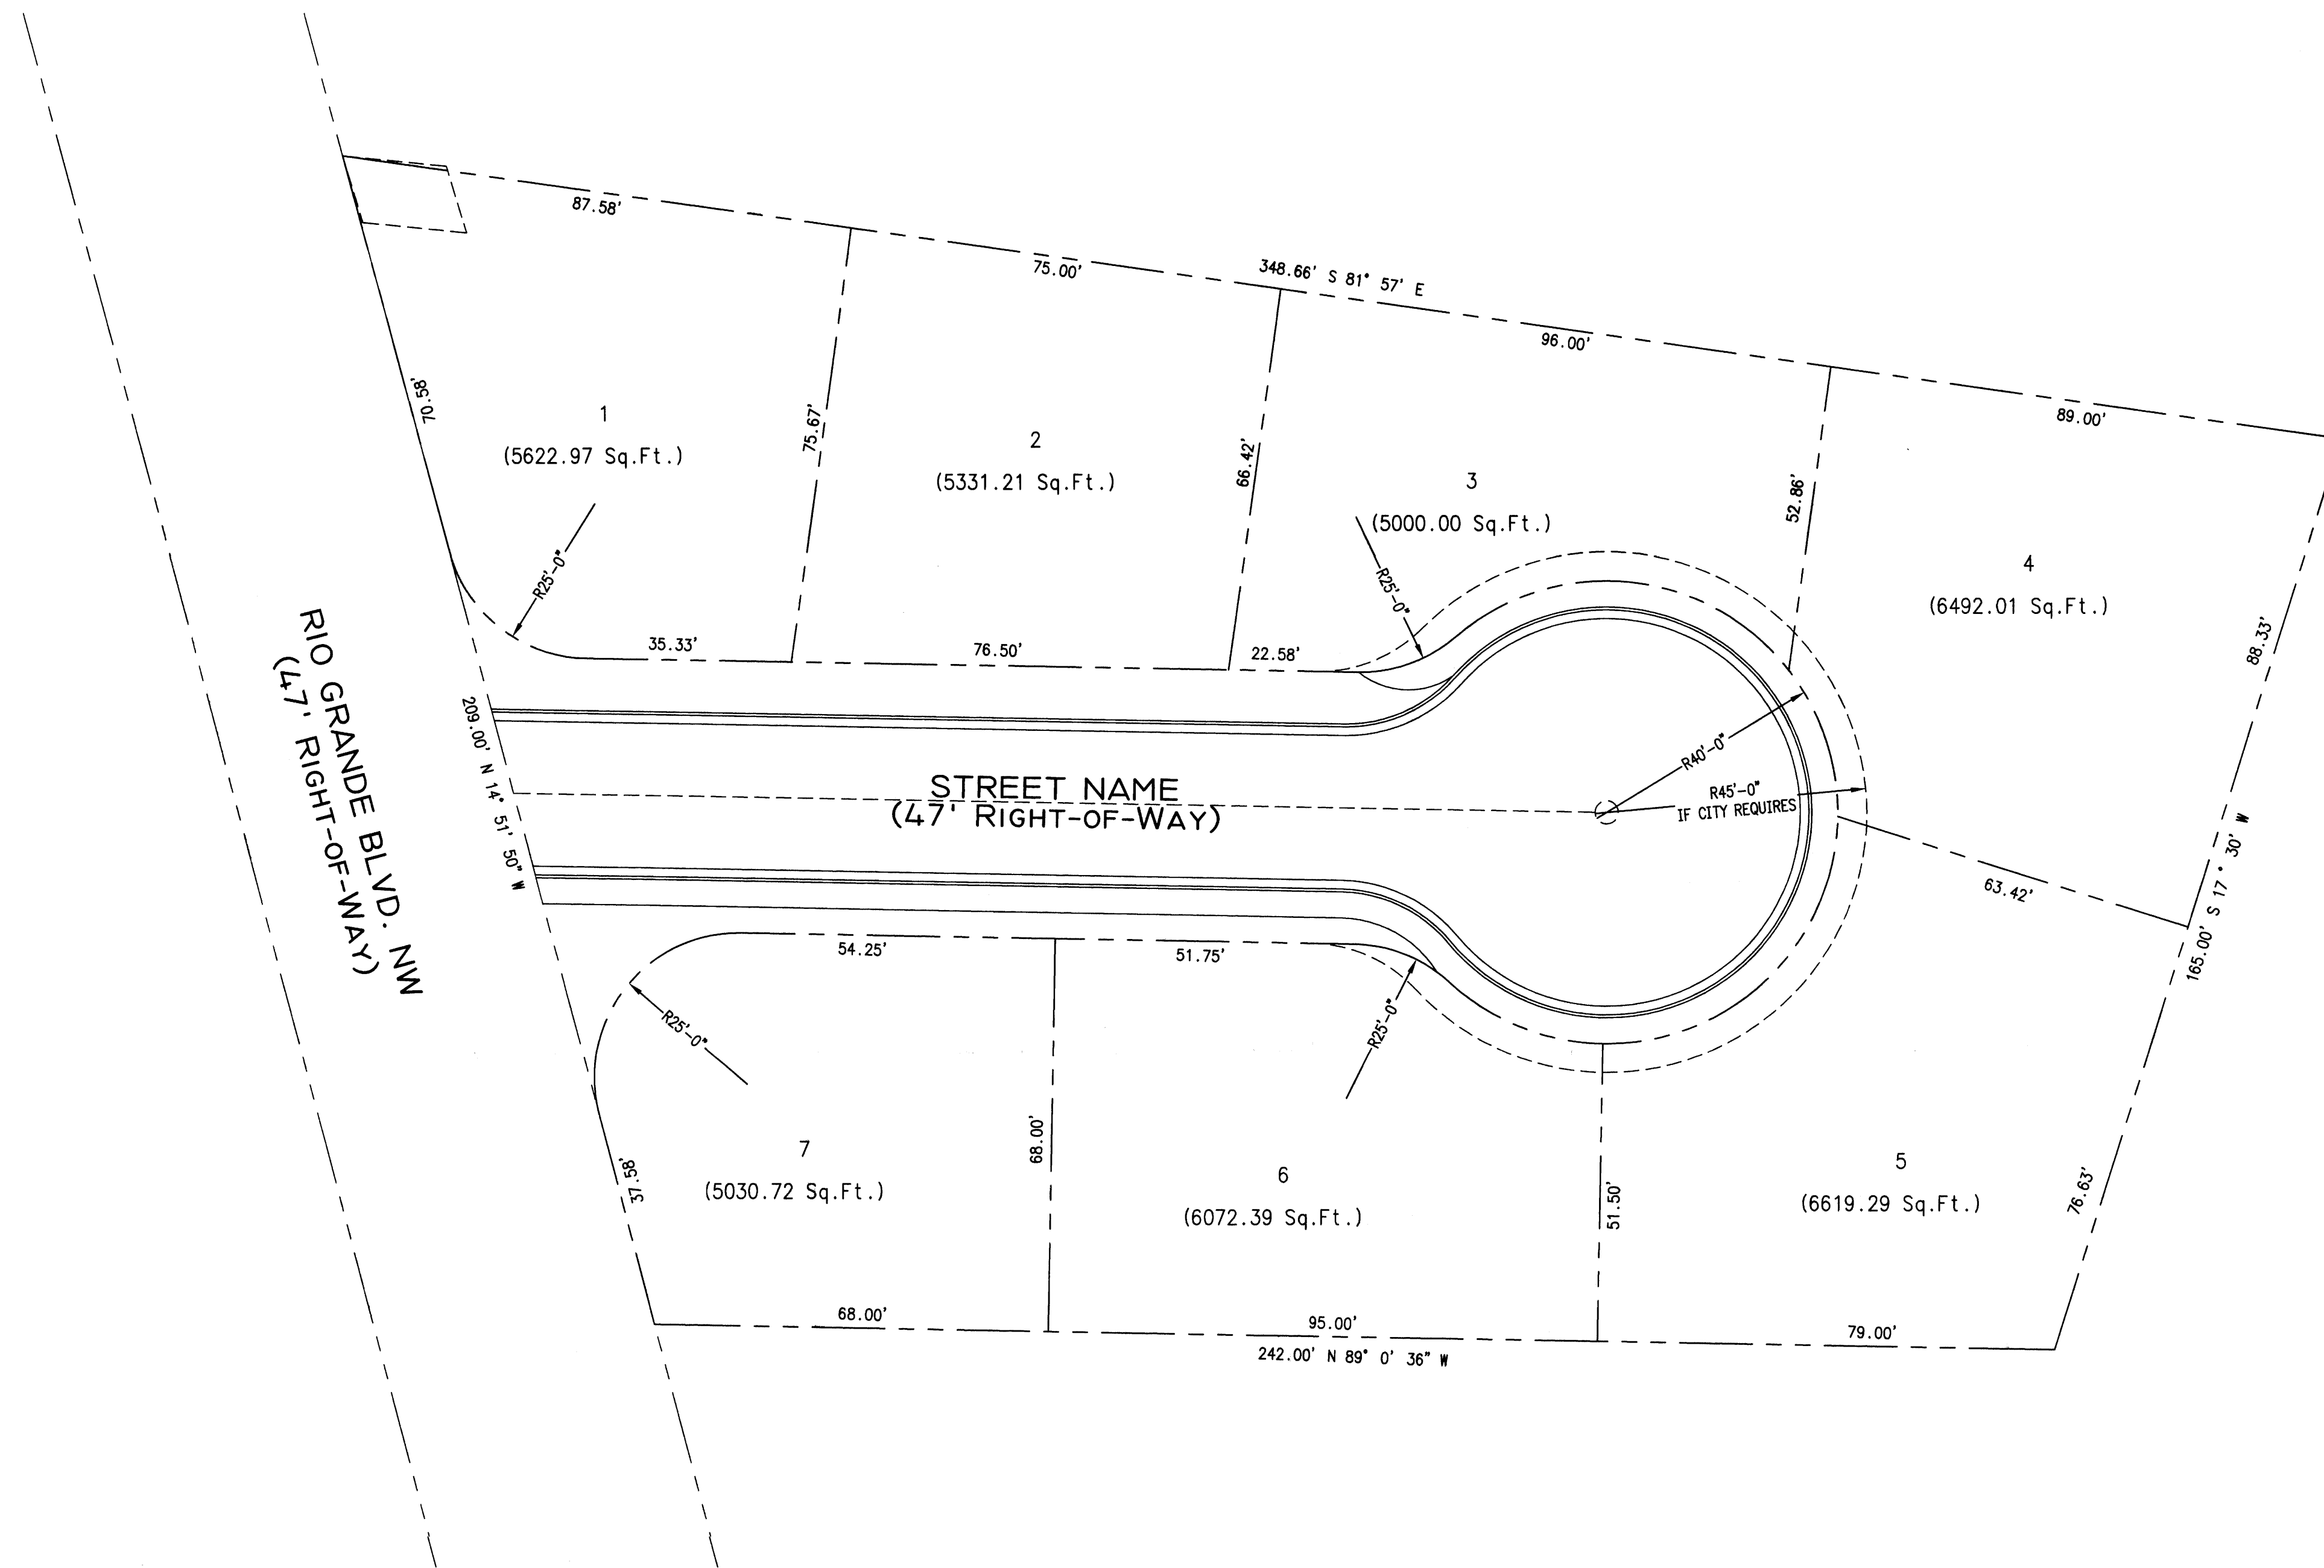 87.58'
75.00'
348.66' S 81° 57' E
96.00'
89.00'
70.58'
1
(5622.97 Sq.Ft.)
75.67'
2
(5331.21 Sq.Ft.)
66.42'
3
(5000.00 Sq.Ft.)
52.86'
4
(6492.01 Sq.Ft.)
88.33'
R25'-0"
R25'-0"
35.33'
76.50'
22.58'
RIO GRANDE BLVD. NW
(47' RIGHT-OF-WAY)
209.00' N 14° 51' 50" W
STREET NAME
(47' RIGHT-OF-WAY)
R40'-0"
R45'-0"
IF CITY REQUIRES
63.42'
165.00' S 17° 30' W
54.25'
51.75'
R25'-0"
R25'-0"
37.58'
7
(5030.72 Sq.Ft.)
68.00'
6
(6072.39 Sq.Ft.)
51.50'
5
(6619.29 Sq.Ft.)
76.63'
68.00'
95.00'
79.00'
242.00' N 89° 0' 36" W